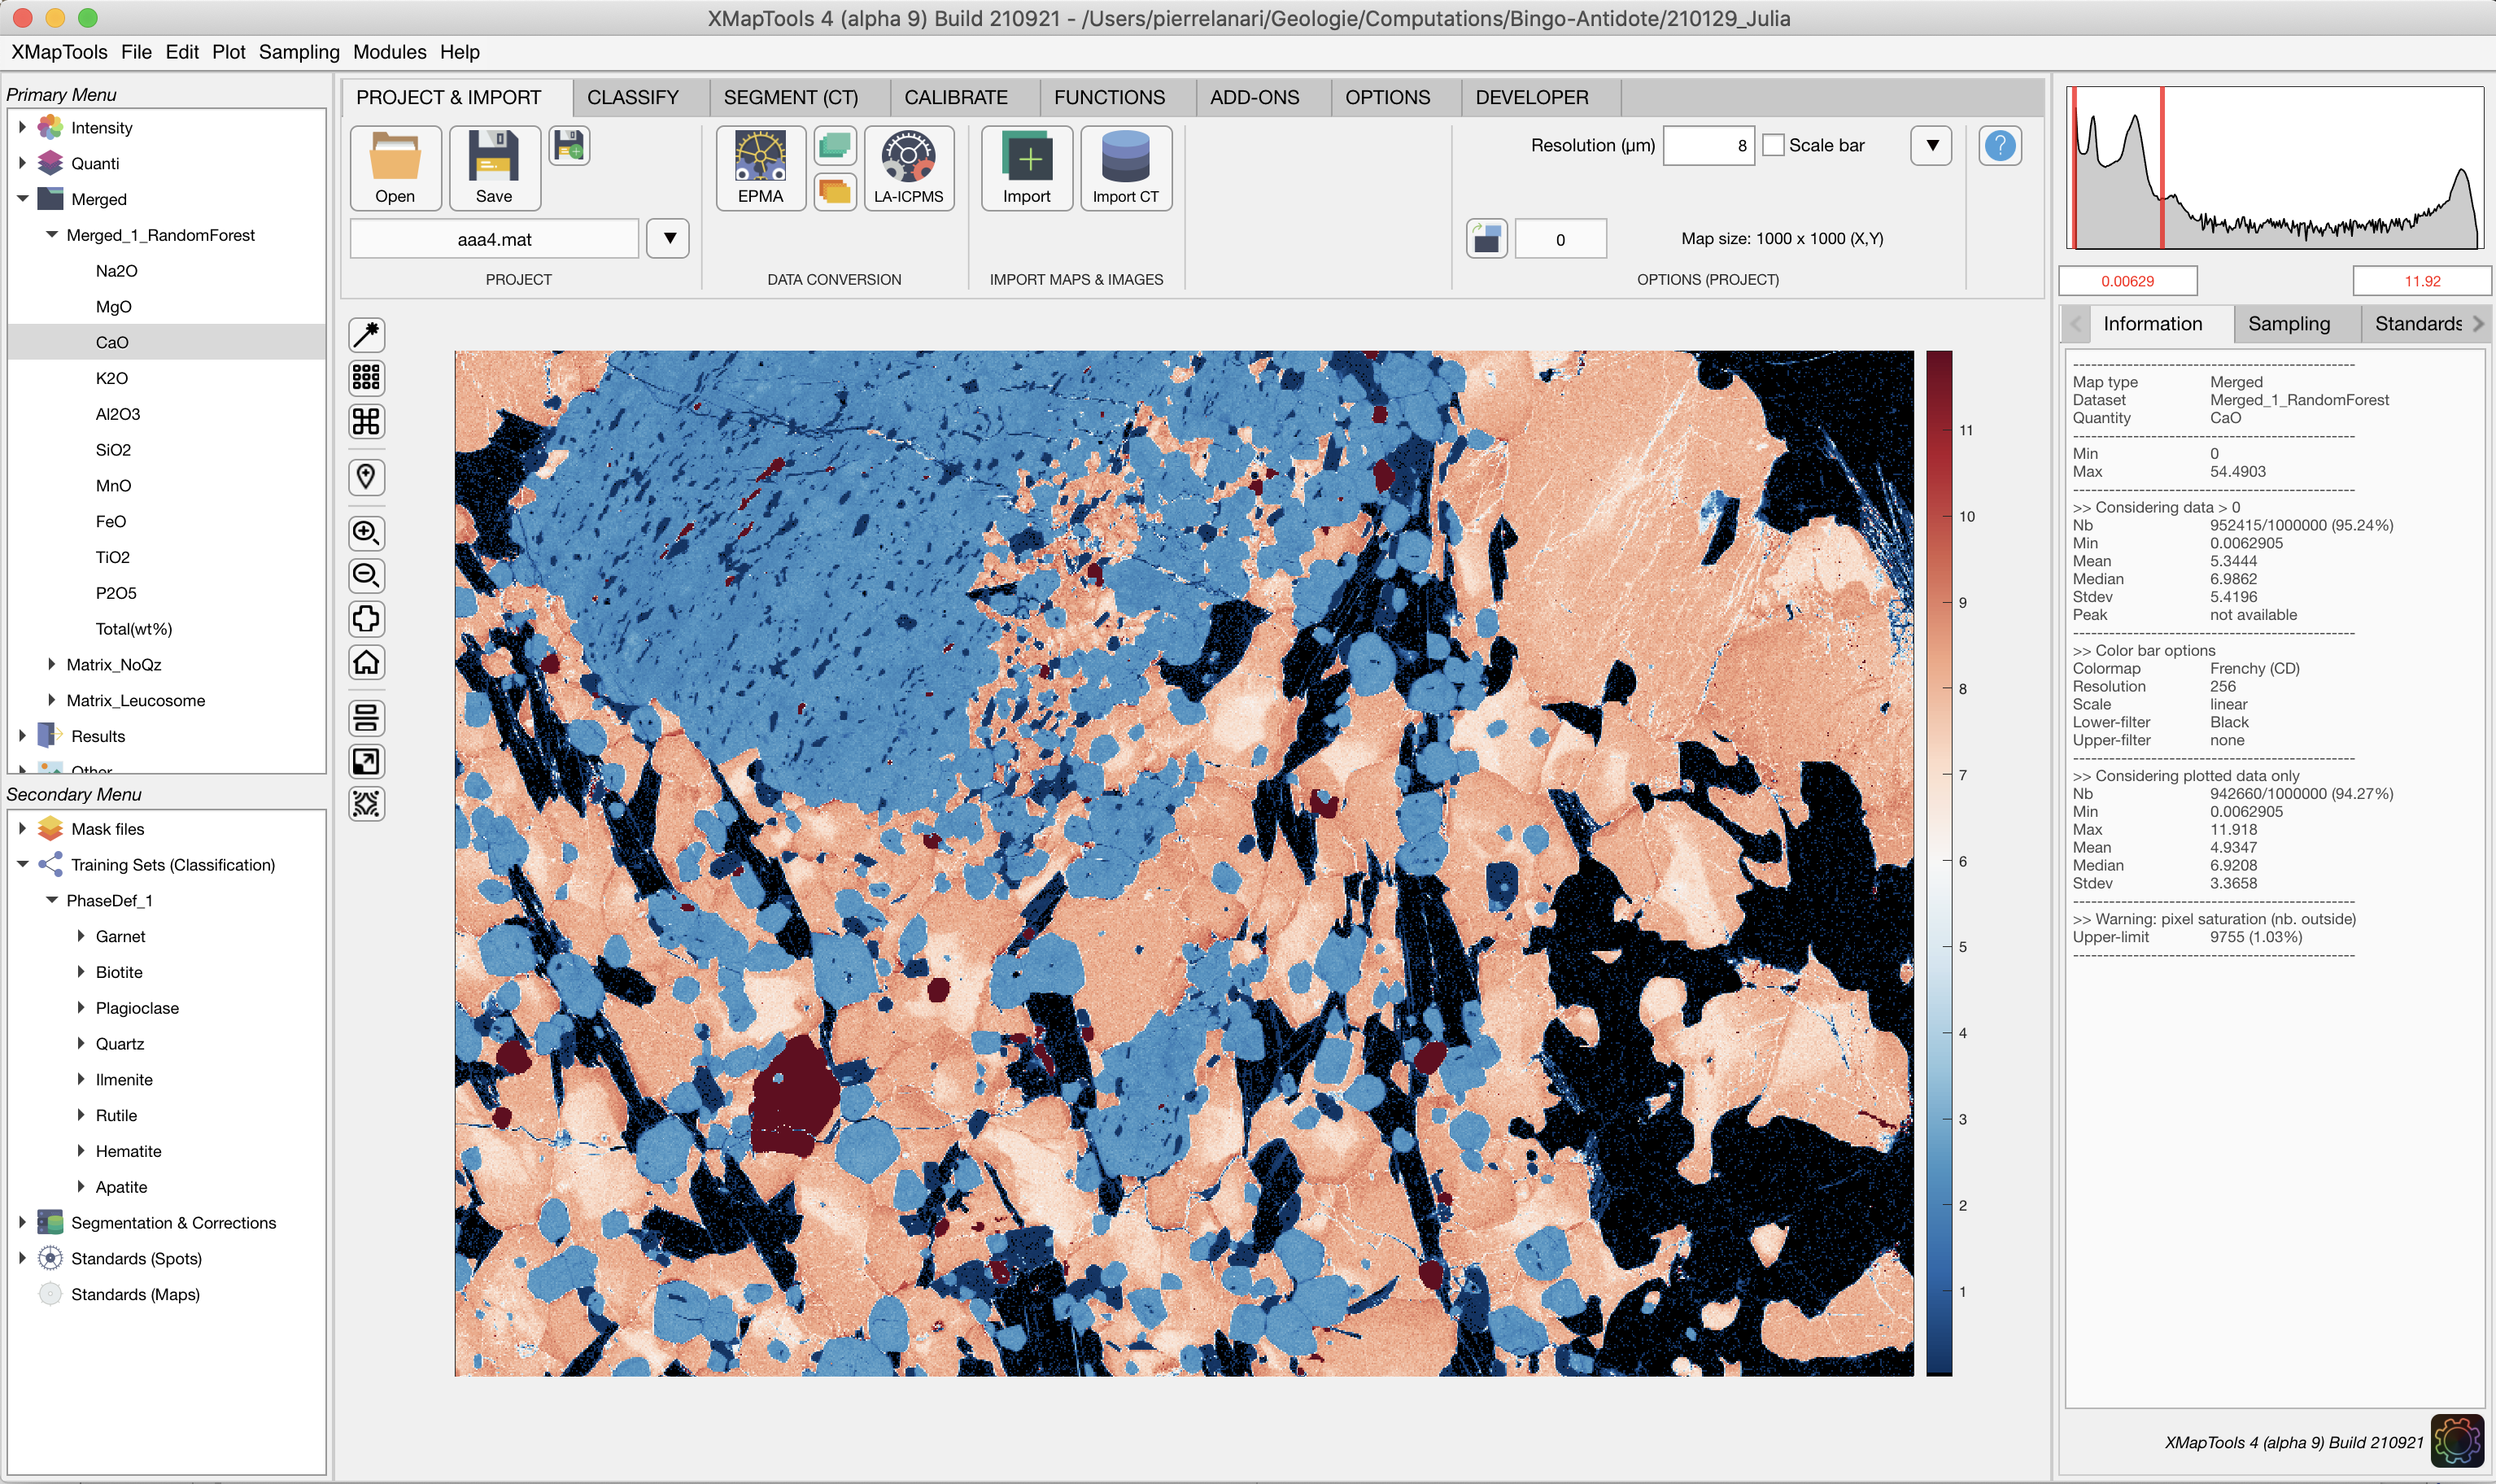 XMapTools 4 (alpha 9) Build 210921 - /Users/pierrelanari/Geologie/Computations/Bingo-Antidote/210129_Julia
XMapTools File Edit Plot Sampling Modules Help
Primary Menu
Intensity
Quanti
Merged
Merged_1_RandomForest
Na2O
MgO
CaO
K2O
Al2O3
SiO2
MnO
FeO
TiO2
P2O5
Total(wt%)
Matrix_NoQz
Matrix_Leucosome
Results
Other
Secondary Menu
Mask files
Training Sets (Classification)
PhaseDef_1
Garnet
Biotite
Plagioclase
Quartz
Ilmenite
Rutile
Hematite
Apatite
Segmentation & Corrections
Standards (Spots)
Standards (Maps)
PROJECT & IMPORT CLASSIFY SEGMENT (CT) CALIBRATE FUNCTIONS ADD-ONS OPTIONS DEVELOPER
Open Save EPMA LA-ICPMS Import Import CT
Resolution (µm) 8 Scale bar ?
aaa4.mat
0 Map size: 1000 x 1000 (X,Y)
PROJECT DATA CONVERSION IMPORT MAPS & IMAGES OPTIONS (PROJECT)
11
10
9
8
7
6
5
4
3
2
1
0.00629 11.92
Information Sampling Standards
-----------------------------------------------
Map type Merged
Dataset Merged_1_RandomForest
Quantity CaO
-----------------------------------------------
Min 0
Max 54.4903
-----------------------------------------------
>> Considering data > 0
Nb 952415/1000000 (95.24%)
Min 0.0062905
Mean 5.3444
Median 6.9862
Stdev 5.4196
Peak not available
-----------------------------------------------
>> Color bar options
Colormap Frenchy (CD)
Resolution 256
Scale linear
Lower-filter Black
Upper-filter none
-----------------------------------------------
>> Considering plotted data only
Nb 942660/1000000 (94.27%)
Min 0.0062905
Max 11.918
Mean 4.9347
Median 6.9208
Stdev 3.3658
-----------------------------------------------
>> Warning: pixel saturation (nb. outside)
Upper-limit 9755 (1.03%)
-----------------------------------------------
XMapTools 4 (alpha 9) Build 210921